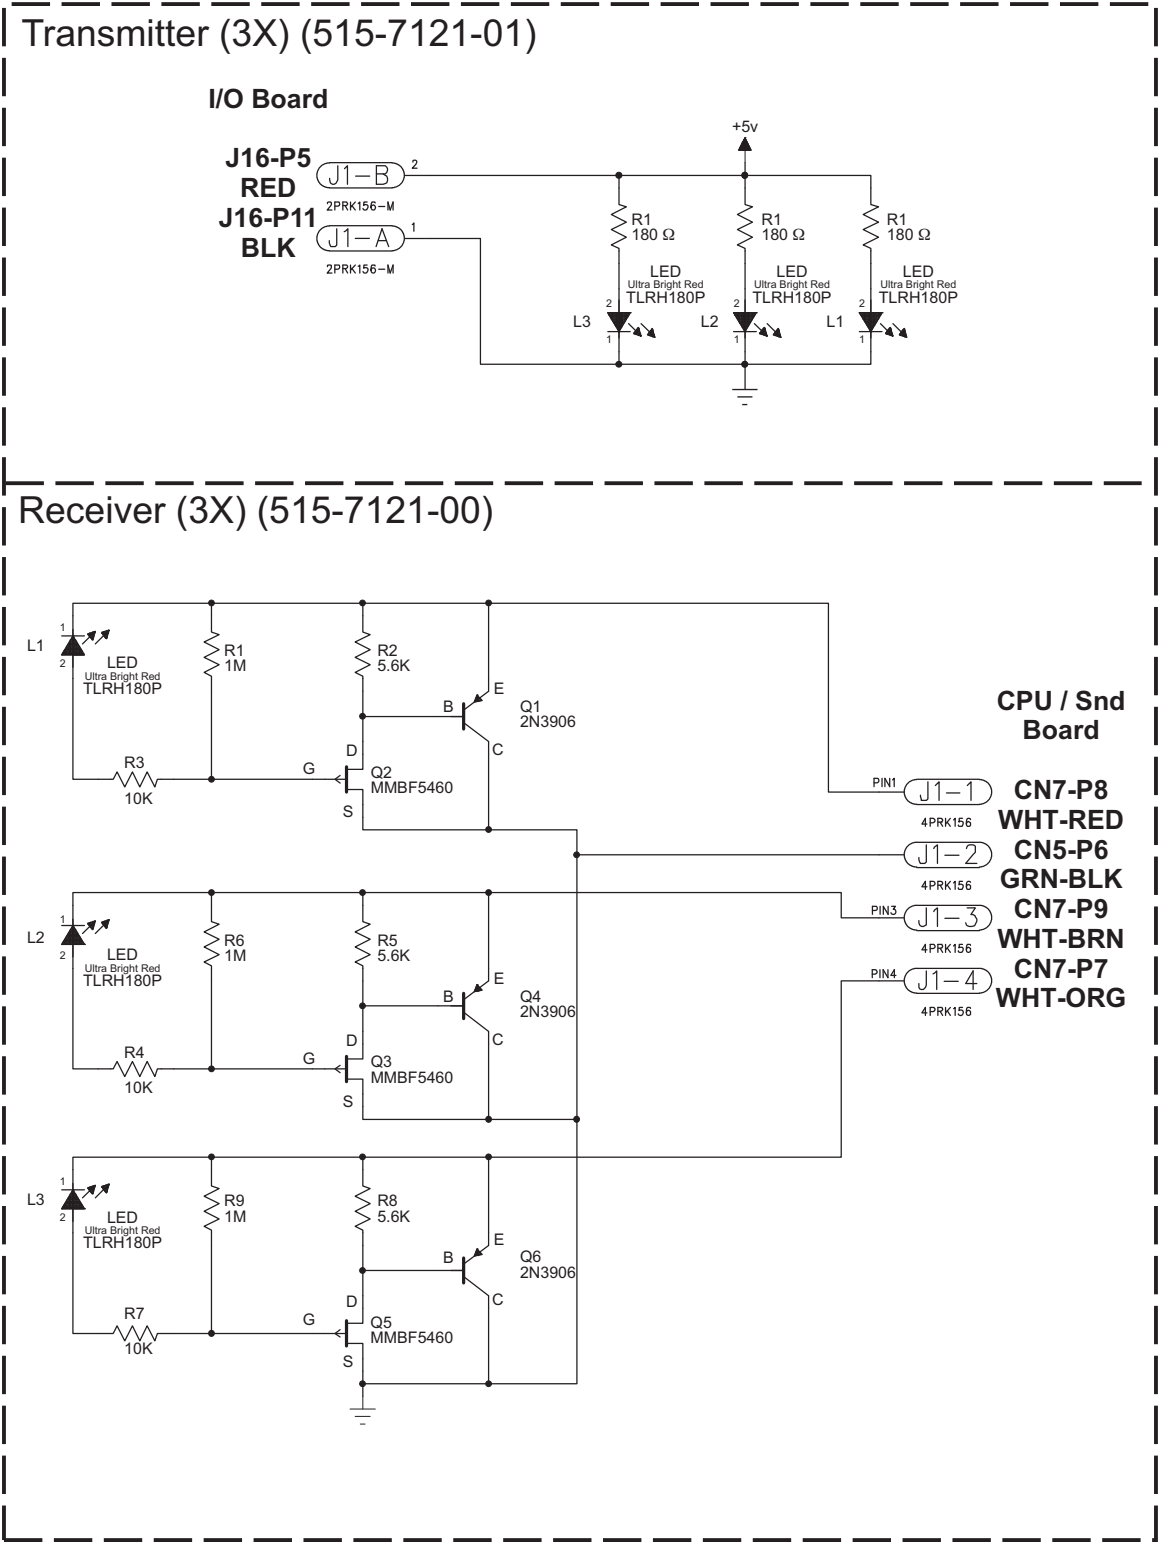 Transmitter (3X) (515-7121-01)
I/O Board
+5v
J16-P5
RED
J1-B
2
2PRK156-M
J16-P11
BLK
J1-A
1
2PRK156-M
R1
180 Ω
R1
180 Ω
R1
180 Ω
LED
Ultra Bright Red
TLRH180P
LED
Ultra Bright Red
TLRH180P
LED
Ultra Bright Red
TLRH180P
2
L3
1
2
L2
1
2
L1
1
Receiver (3X) (515-7121-00)
L1
1
2
LED
Ultra Bright Red
TLRH180P
R1
1M
R2
5.6K
R3
10K
B
E
C
Q1
2N3906
G
D
S
Q2
MMBF5460
CPU / Snd
Board
PIN1
J1-1
4PRK156
CN7-P8
WHT-RED
J1-2
4PRK156
CN5-P6
GRN-BLK
PIN3
J1-3
4PRK156
CN7-P9
WHT-BRN
PIN4
J1-4
4PRK156
CN7-P7
WHT-ORG
L2
1
2
LED
Ultra Bright Red
TLRH180P
R6
1M
R5
5.6K
R4
10K
B
E
C
Q4
2N3906
G
D
S
Q3
MMBF5460
L3
1
2
LED
Ultra Bright Red
TLRH180P
R9
1M
R8
5.6K
R7
10K
B
E
C
Q6
2N3906
G
D
S
Q5
MMBF5460